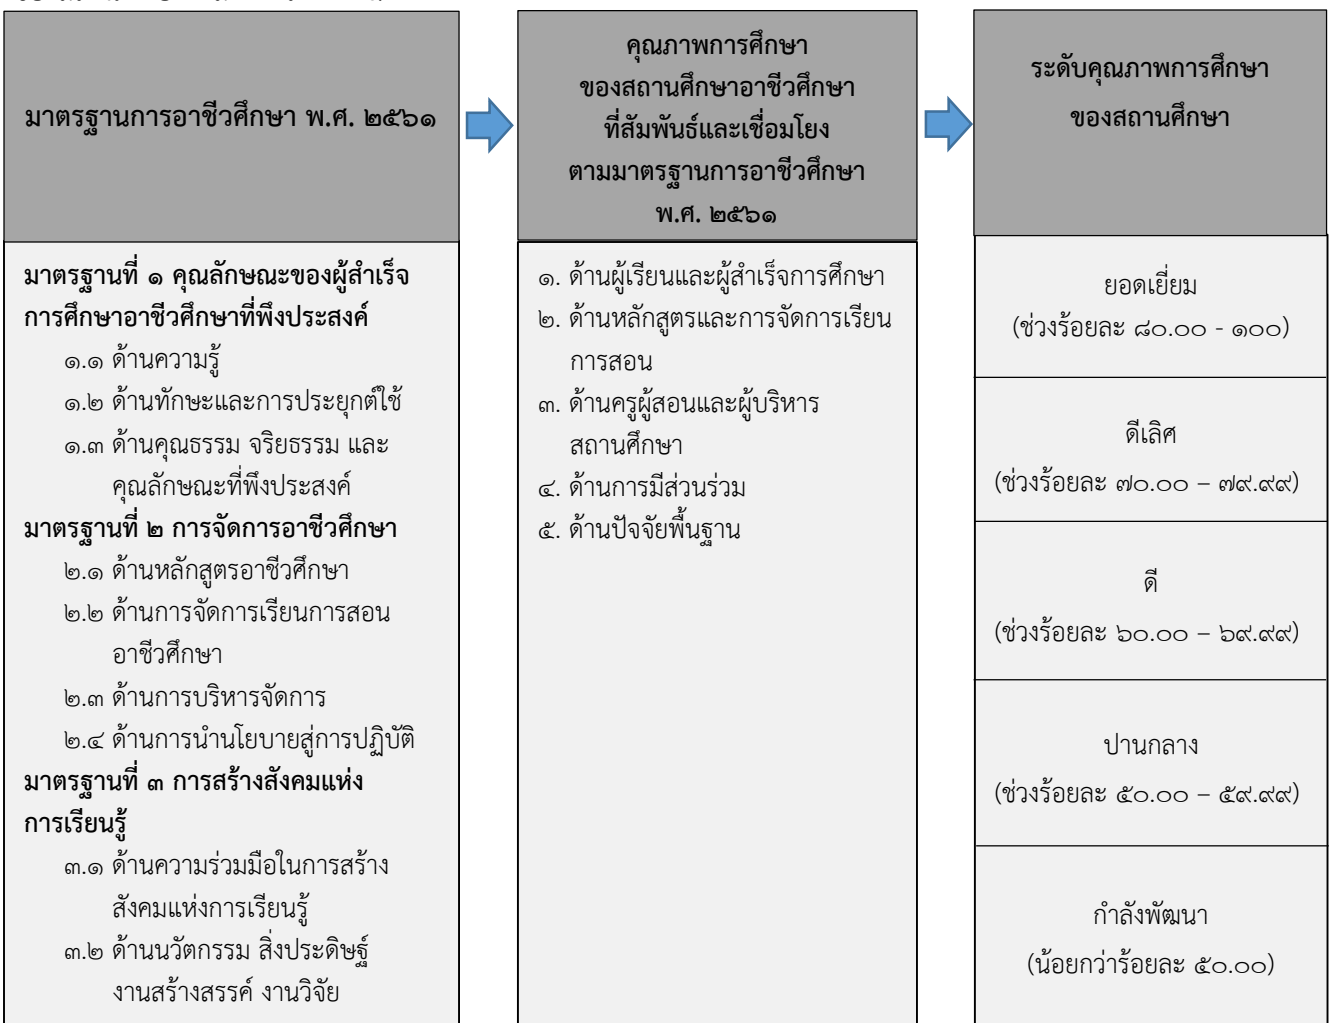 มาตรฐานการอาชีวศึกษา พ.ศ. ๒๕๖๑
คุณภาพการศึกษา
ของสถานศึกษาอาชีวศึกษา
ที่สัมพันธ์และเชื่อมโยง
ตามมาตรฐานการอาชีวศึกษา
พ.ศ. ๒๕๖๑
ระดับคุณภาพการศึกษา
ของสถานศึกษา
มาตรฐานที่ ๑ คุณลักษณะของผู้สำเร็จ
การศึกษาอาชีวศึกษาที่พึงประสงค์
๑.๑ ด้านความรู้
๑.๒ ด้านทักษะและการประยุกต์ใช้
๑.๓ ด้านคุณธรรม จริยธรรม และ
คุณลักษณะที่พึงประสงค์
มาตรฐานที่ ๒ การจัดการอาชีวศึกษา
๒.๑ ด้านหลักสูตรอาชีวศึกษา
๒.๒ ด้านการจัดการเรียนการสอน
อาชีวศึกษา
๒.๓ ด้านการบริหารจัดการ
๒.๔ ด้านการนำนโยบายสู่การปฏิบัติ
มาตรฐานที่ ๓ การสร้างสังคมแห่ง
การเรียนรู้
๓.๑ ด้านความร่วมมือในการสร้าง
สังคมแห่งการเรียนรู้
๓.๒ ด้านนวัตกรรม สิ่งประดิษฐ์
งานสร้างสรรค์ งานวิจัย
๑. ด้านผู้เรียนและผู้สำเร็จการศึกษา
๒. ด้านหลักสูตรและการจัดการเรียน
การสอน
๓. ด้านครูผู้สอนและผู้บริหาร
สถานศึกษา
๔. ด้านการมีส่วนร่วม
๕. ด้านปัจจัยพื้นฐาน
ยอดเยี่ยม
(ช่วงร้อยละ ๘๐.๐๐ - ๑๐๐)
ดีเลิศ
(ช่วงร้อยละ ๗๐.๐๐ – ๗๙.๙๙)
ดี
(ช่วงร้อยละ ๖๐.๐๐ – ๖๙.๙๙)
ปานกลาง
(ช่วงร้อยละ ๕๐.๐๐ – ๕๙.๙๙)
กำลังพัฒนา
(น้อยกว่าร้อยละ ๕๐.๐๐)